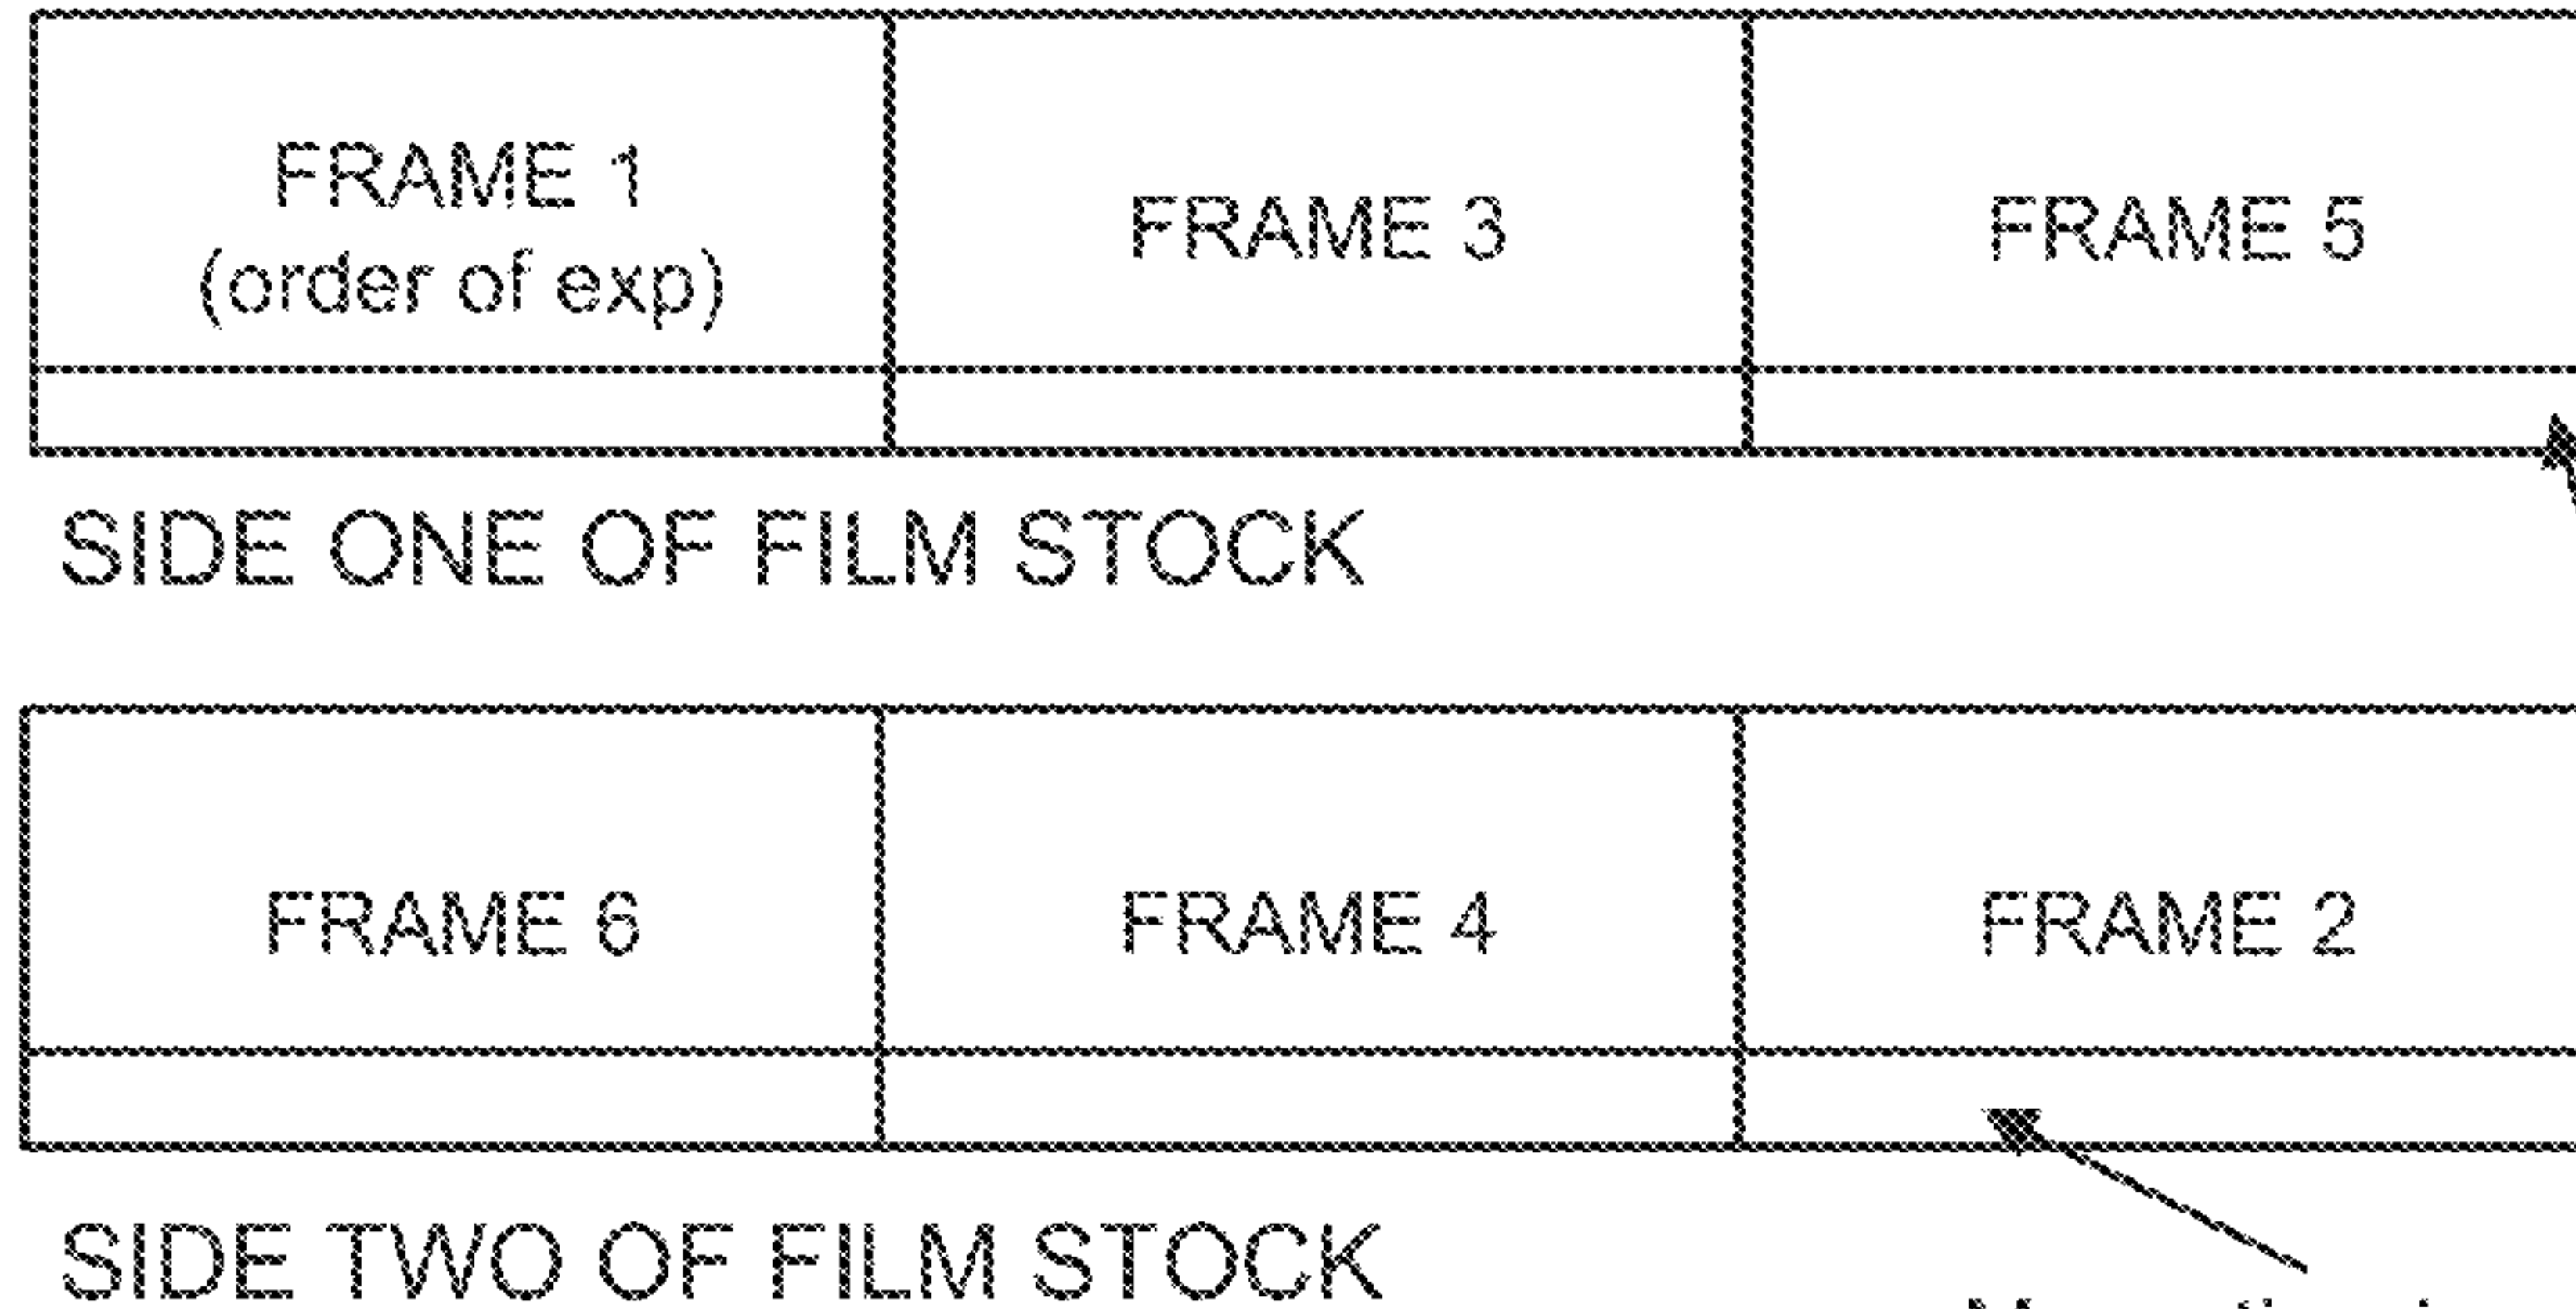 FRAME 1
(order of exp)
FRAME 3
FRAME 5
SIDE ONE OF FILM STOCK
FRAME 6
FRAME 4
FRAME 2
SIDE TWO OF FILM STOCK